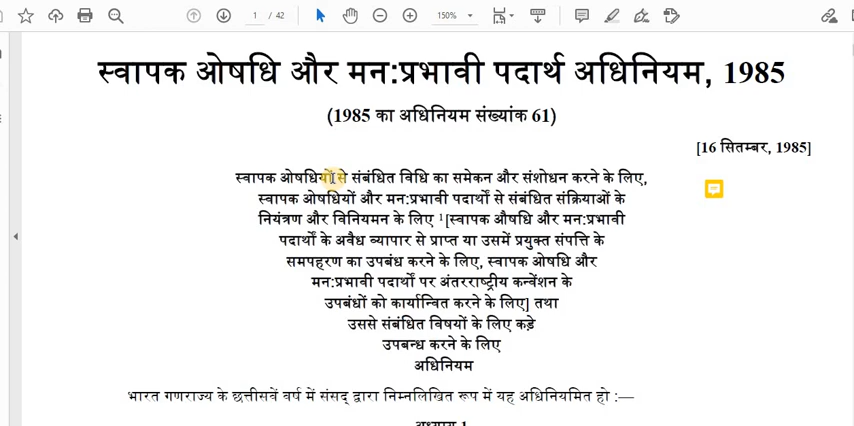 1 / 42
150%
स्वापक ओषधि और मन:प्रभावी पदार्थ अधिनियम, 1985
(1985 का अधिनियम संख्यांक 61)
[16 सितम्बर, 1985]
स्वापक ओषधियों से संबंधित विधि का समेकन और संशोधन करने के लिए,
स्वापक ओषधियों और मन:प्रभावी पदार्थों से संबंधित संक्रियाओं के
नियंत्रण और विनियमन के लिए ¹[स्वापक औषधि और मन:प्रभावी
पदार्थों के अवैध व्यापार से प्राप्त या उसमें प्रयुक्त संपत्ति के
समपहरण का उपबंध करने के लिए, स्वापक ओषधि और
मन:प्रभावी पदार्थों पर अंतरराष्ट्रीय कन्वेंशन के
उपबंधों को कार्यान्वित करने के लिए] तथा
उससे संबंधित विषयों के लिए कड़े
उपबन्ध करने के लिए
अधिनियम
भारत गणराज्य के छत्तीसवें वर्ष में संसद् द्वारा निम्नलिखित रूप में यह अधिनियमित हो :—